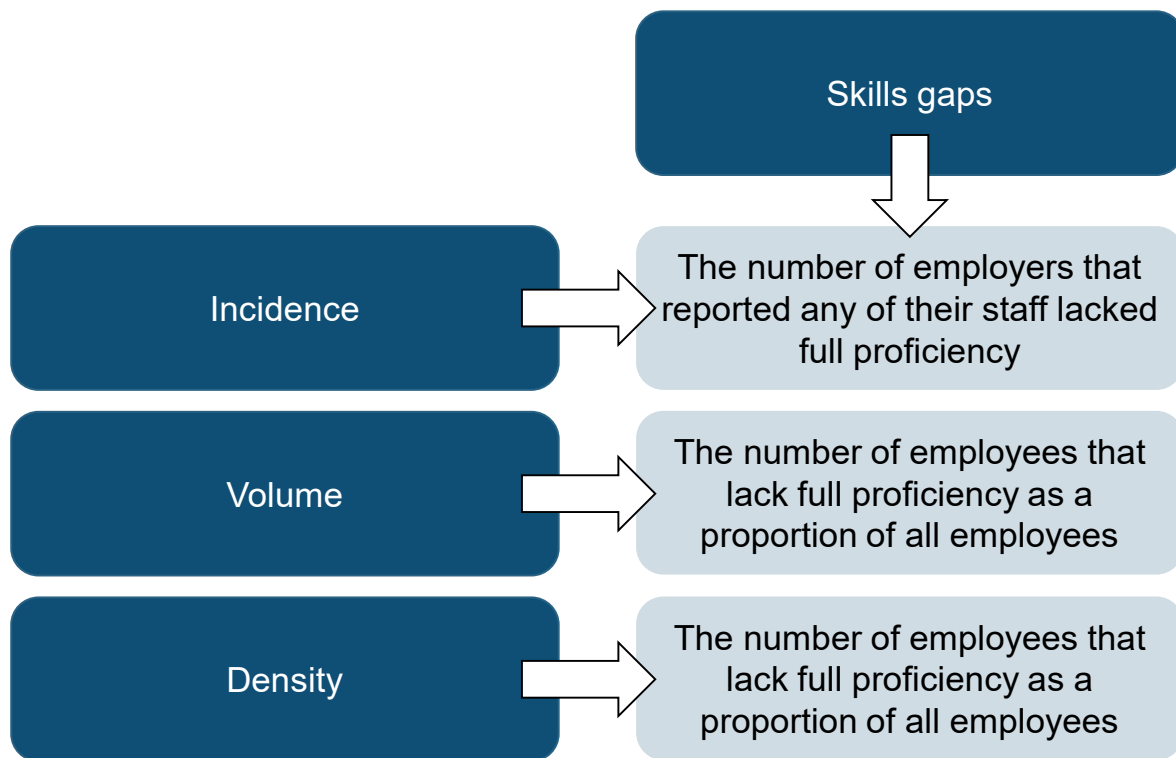 Skills gaps
Incidence
The number of employers that
reported any of their staff lacked
full proficiency
Volume
The number of employees that
lack full proficiency as a
proportion of all employees
Density
The number of employees that
lack full proficiency as a
proportion of all employees